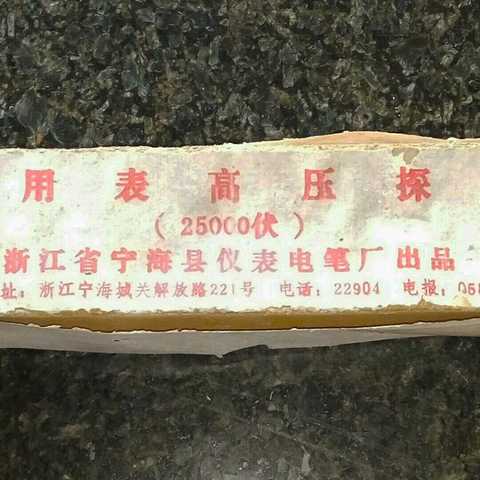 用表高压探
(25000伏)
浙江省宁海县仪表电笔厂出品
址：浙江宁海城关解放路221号 电话：22904 电报：058